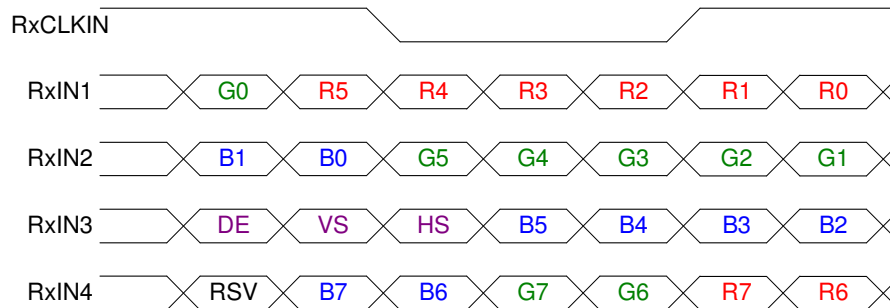 RxCLKIN
RxIN1 G0 R5 R4 R3 R2 R1 R0
RxIN2 B1 B0 G5 G4 G3 G2 G1
RxIN3 DE VS HS B5 B4 B3 B2
RxIN4 RSV B7 B6 G7 G6 R7 R6